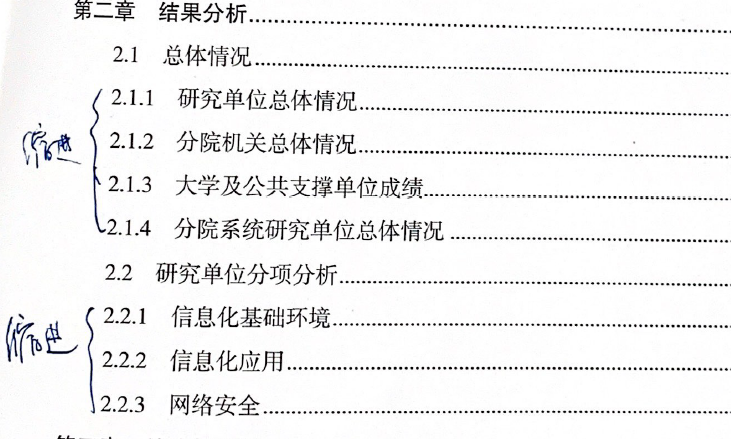 第二章 结果分析
2.1 总体情况
2.1.1 研究单位总体情况
2.1.2 分院机关总体情况
缩进
2.1.3 大学及公共支撑单位成绩
2.1.4 分院系统研究单位总体情况
2.2 研究单位分项分析
2.2.1 信息化基础环境
缩进
2.2.2 信息化应用
2.2.3 网络安全